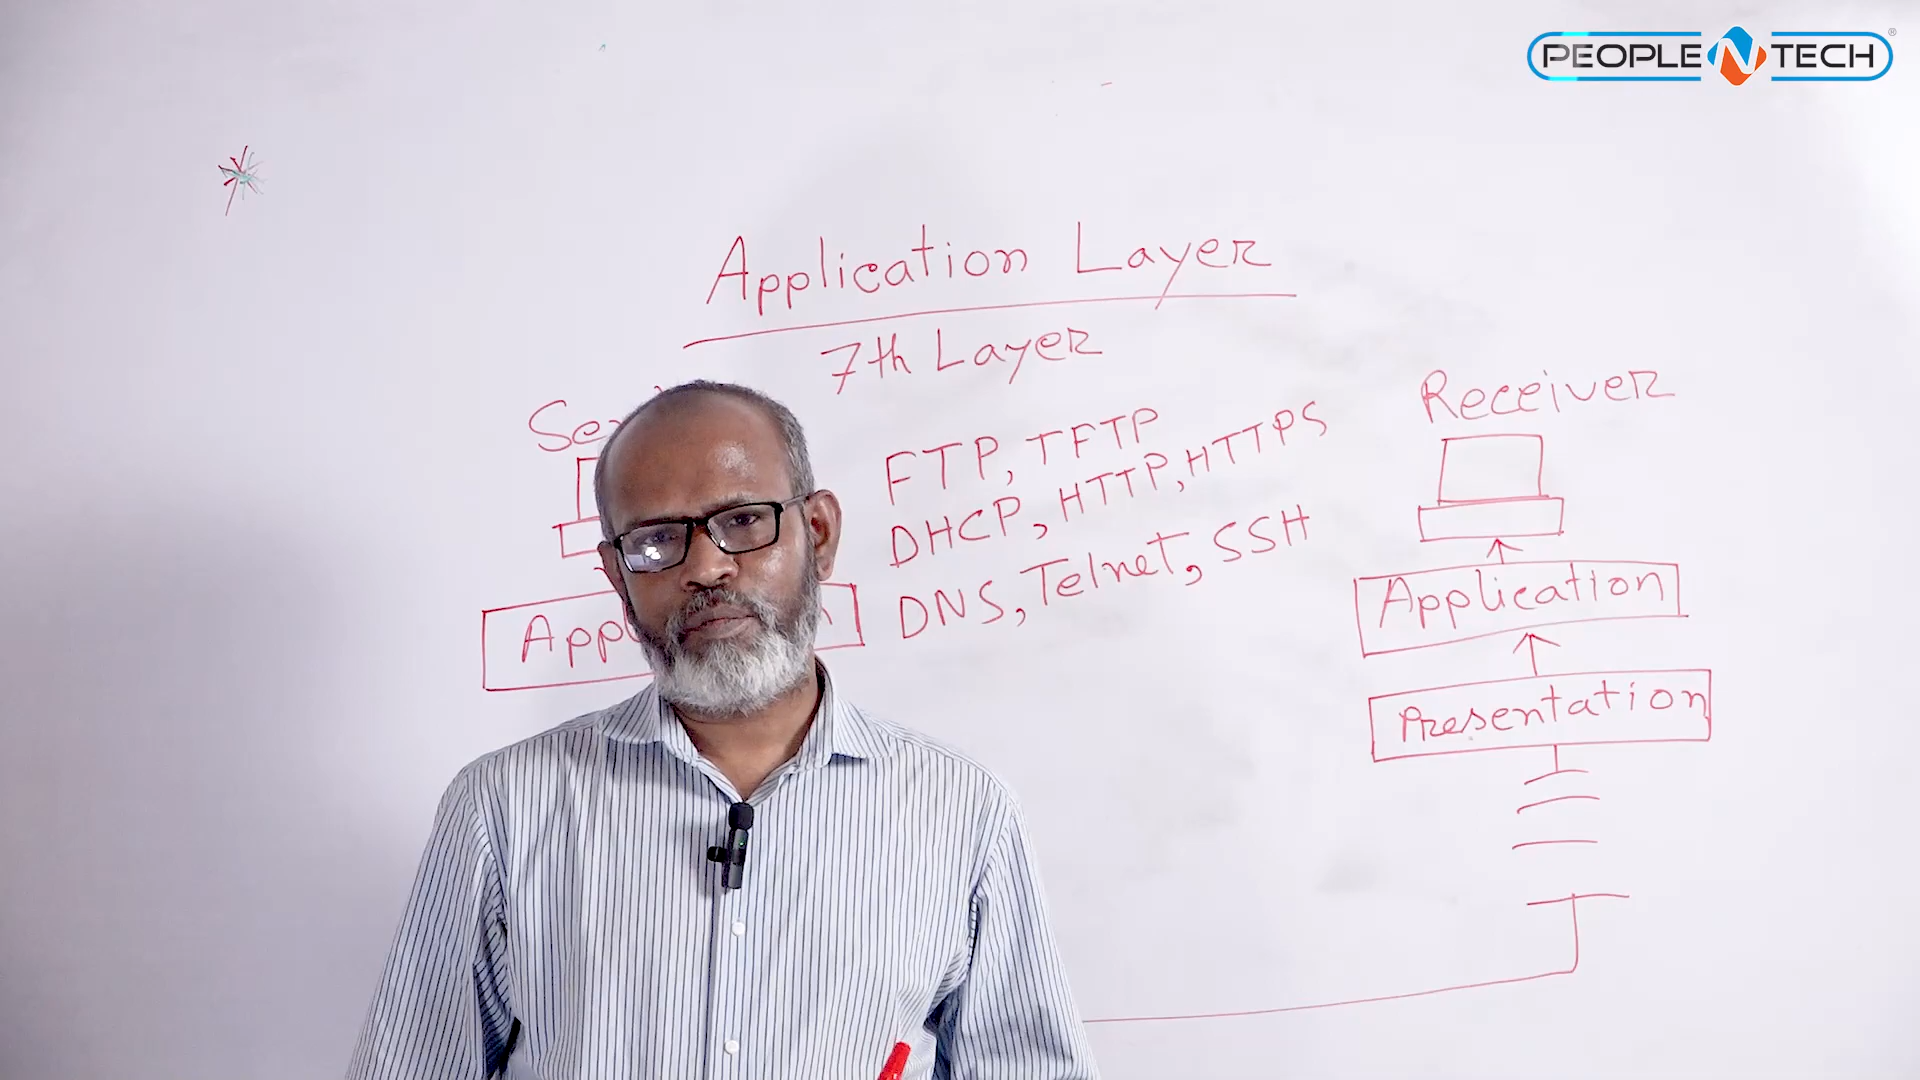 PEOPLE N TECH
Application Layer
7th Layer
FTP, TFTP
DHCP, HTTP, HTTPS
DNS, Telnet, SSH
Receiver
Application
Presentation